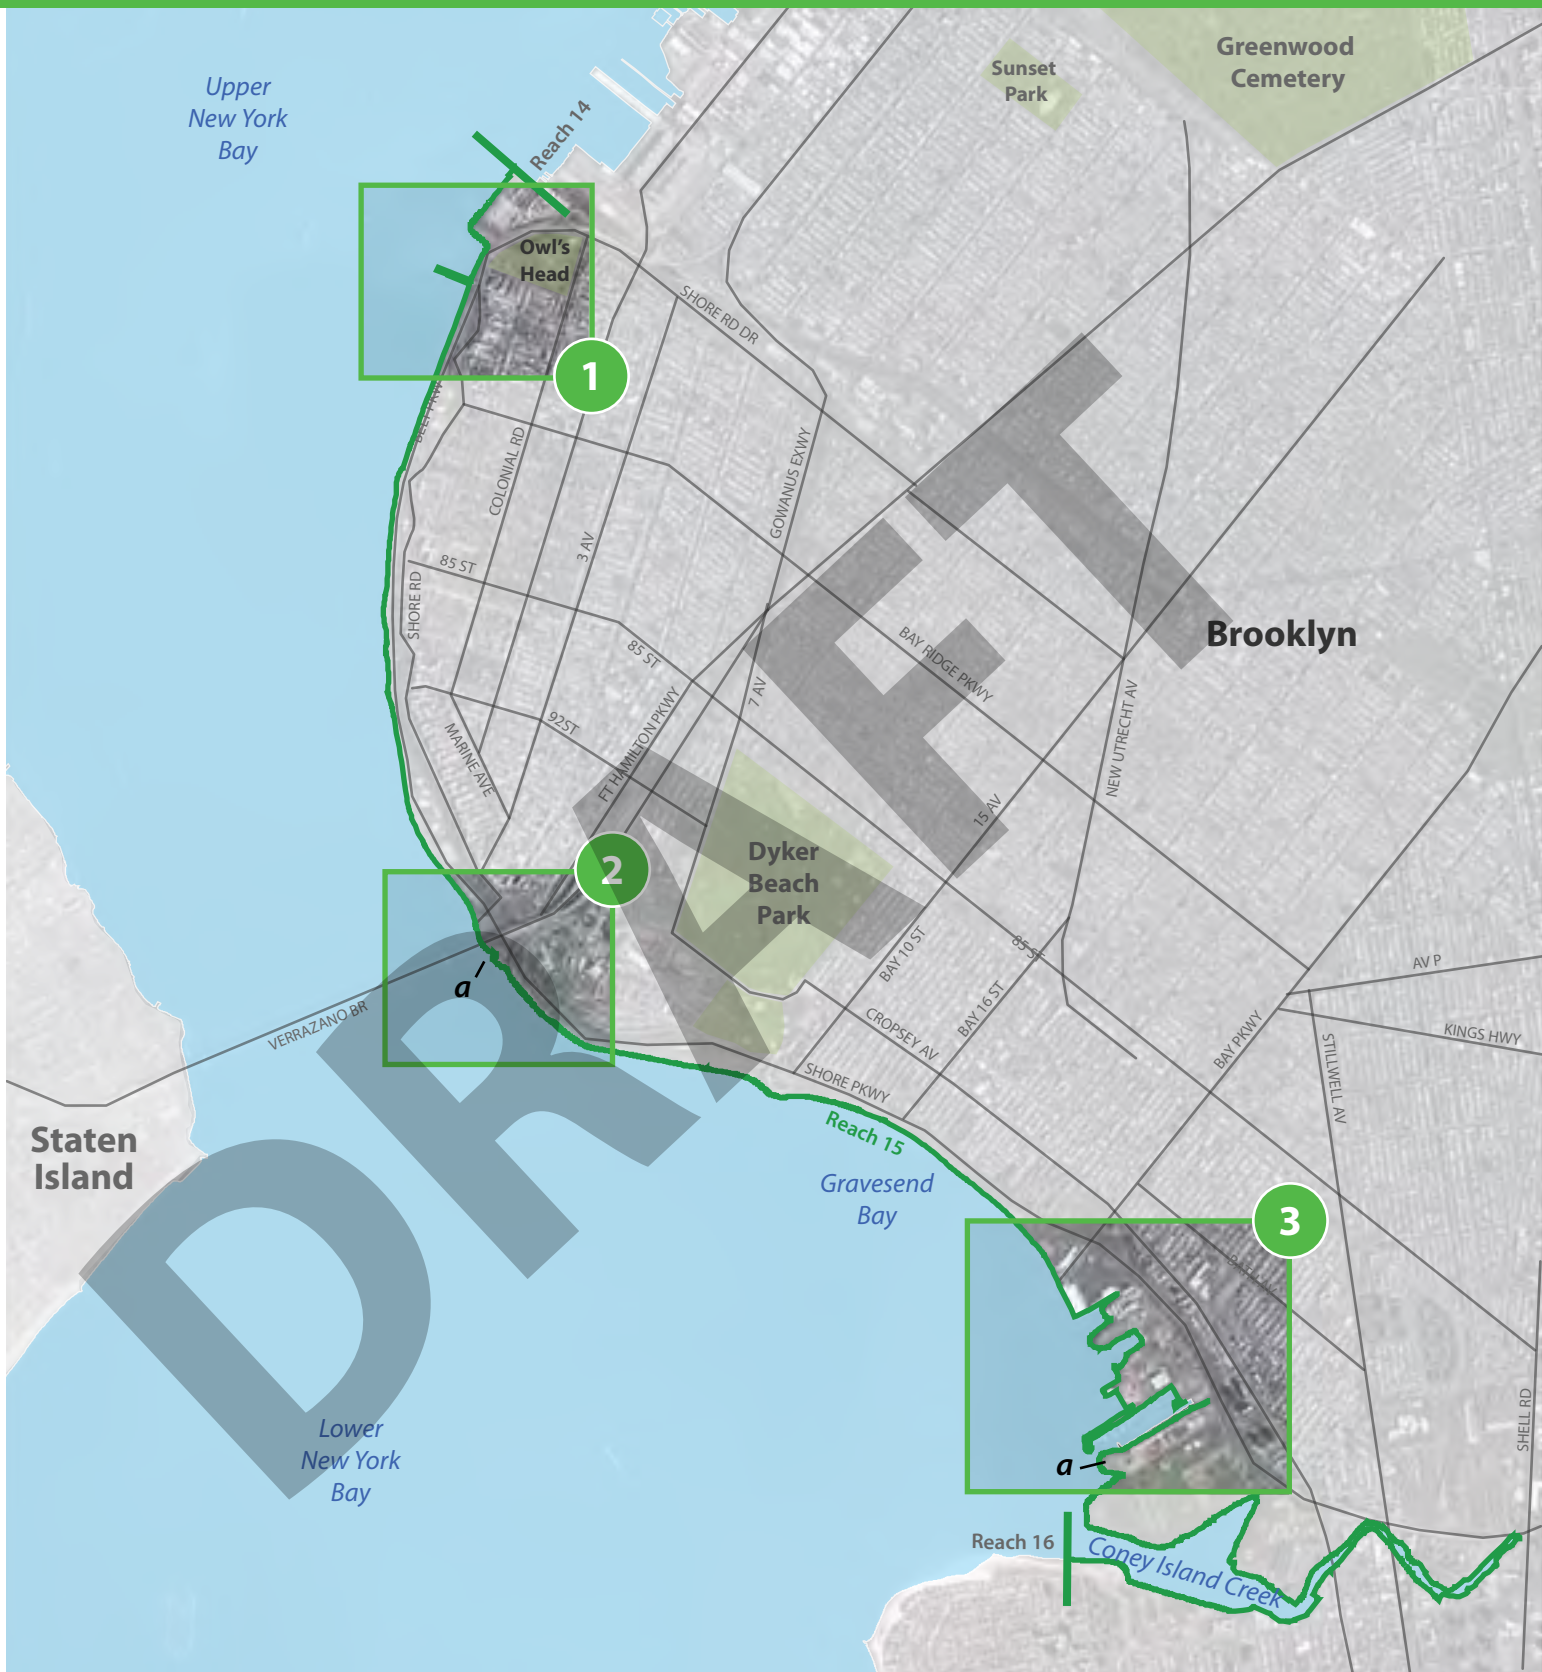 Upper
New York
Bay
Reach 14
Sunset
Park
Greenwood
Cemetery
Owl's
Head
1
SHORE RD DR
BELT PKWY
COLONIAL RD
GOWANUS EXWY
3 AV
85 ST
SHORE RD
85 ST
BAY RIDGE PKWY
Brooklyn
7 AV
NEW UTRECHT AV
FT HAMILTON PKWY
92ST
MARINE AVE
15 AV
2
Dyker
Beach
Park
BAY 10 ST
85 ST
AV P
a
VERRAZANO BR
CROPSEY AV
BAY 16 ST
BAY PKWY
KINGS HWY
STILLWELL AV
SHORE PKWY
Reach 15
Staten
Island
Gravesend
Bay
3
BATH AV
DRAFT
Lower
New York
Bay
a
SHELL RD
Reach 16
Coney Island Creek